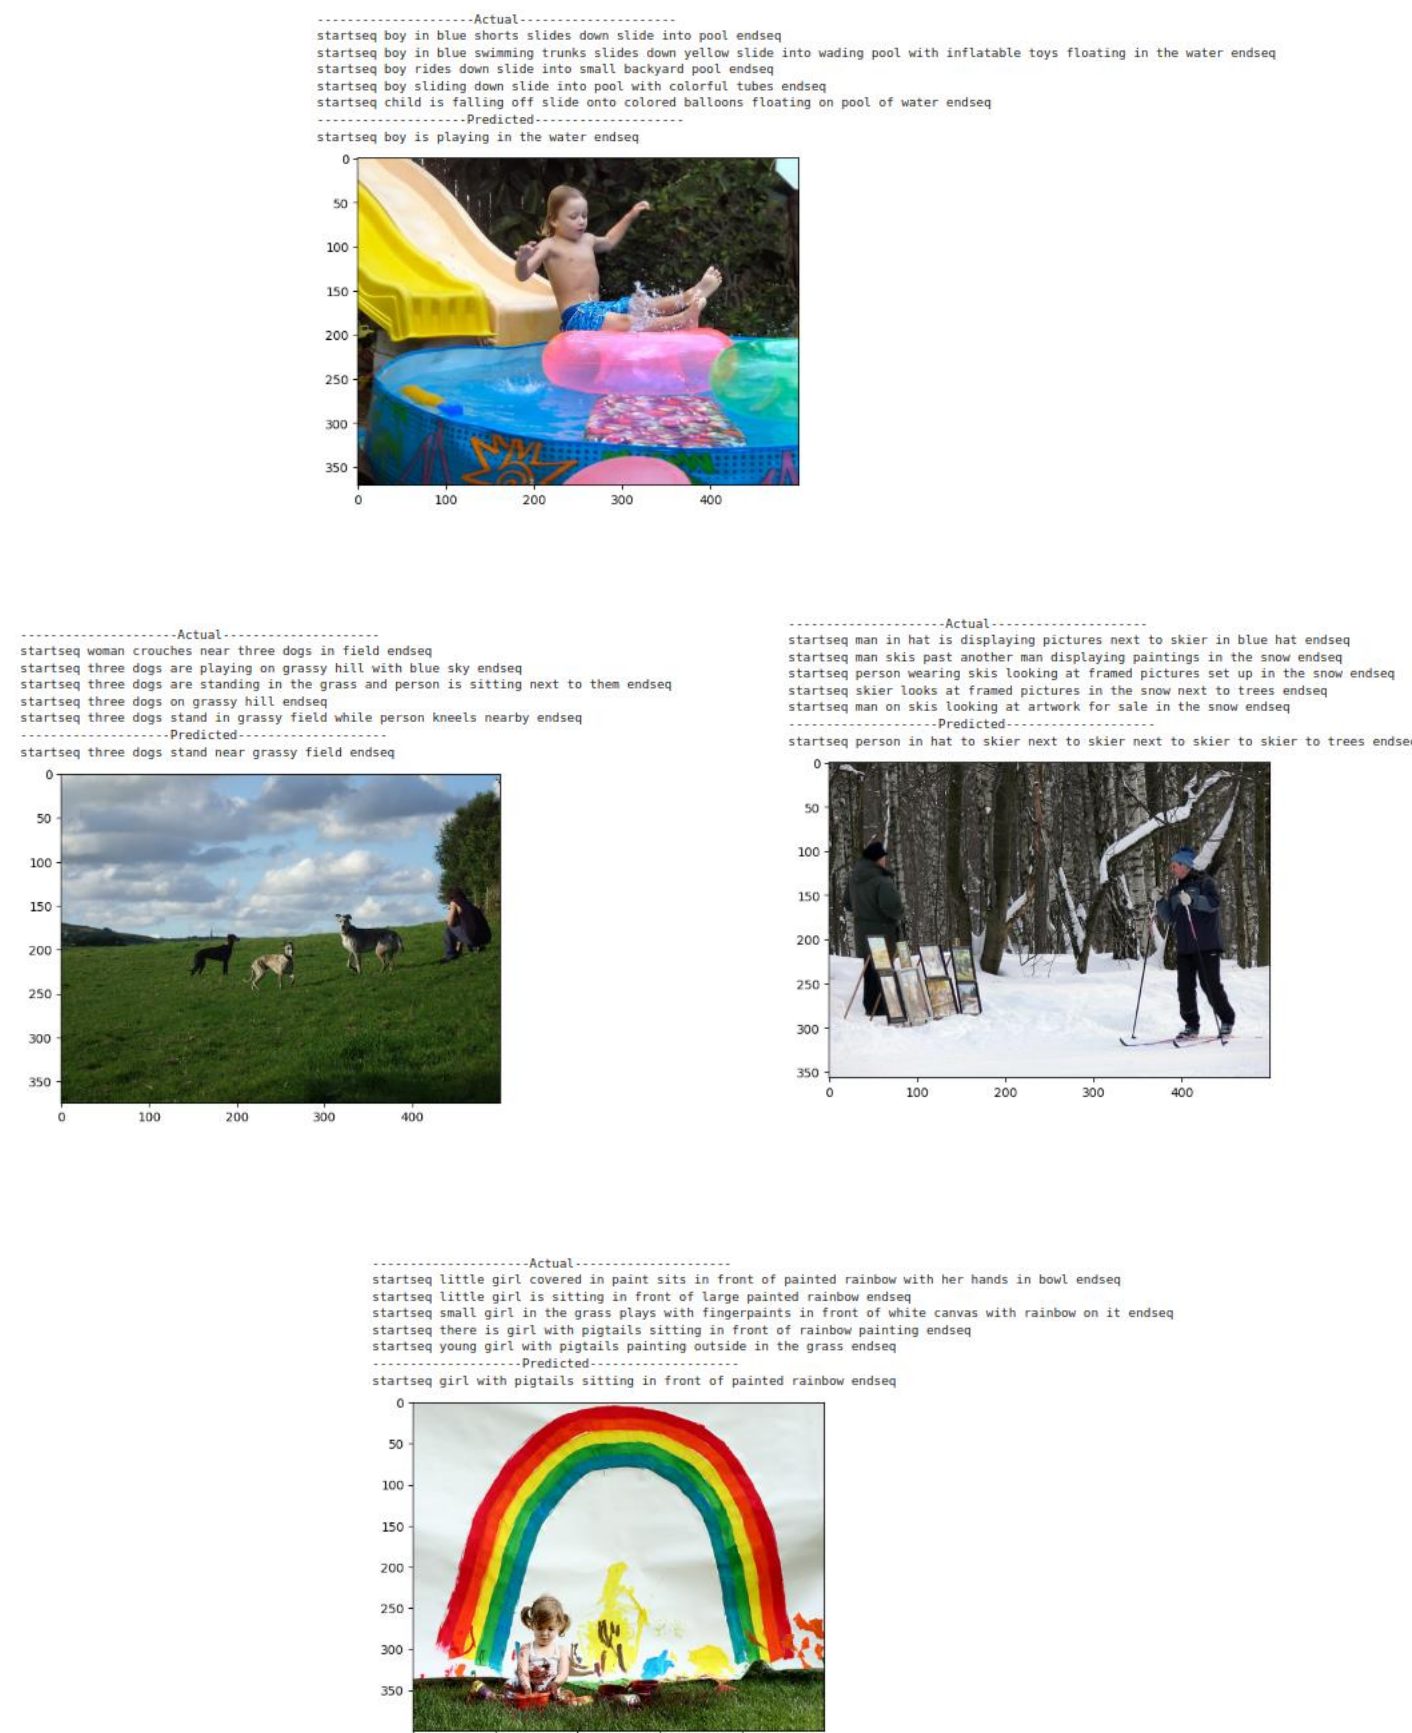 ---------------------Actual---------------------
startseq boy in blue shorts slides down slide into pool endseq
startseq boy in blue swimming trunks slides down yellow slide into wading pool with inflatable toys floating in the water endseq
startseq boy rides down slide into small backyard pool endseq
startseq boy sliding down slide into pool with colorful tubes endseq
startseq child is falling off slide onto colored balloons floating on pool of water endseq
--------------------Predicted--------------------
startseq boy is playing in the water endseq
0
50
100
150
200
250
300
350
0 100 200 300 400
---------------------Actual---------------------
startseq woman crouches near three dogs in field endseq
startseq three dogs are playing on grassy hill with blue sky endseq
startseq three dogs are standing in the grass and person is sitting next to them endseq
startseq three dogs on grassy hill endseq
startseq three dogs stand in grassy field while person kneels nearby endseq
--------------------Predicted--------------------
startseq three dogs stand near grassy field endseq
0
50
100
150
200
250
300
350
0 100 200 300 400
---------------------Actual---------------------
startseq man in hat is displaying pictures next to skier in blue hat endseq
startseq man skis past another man displaying paintings in the snow endseq
startseq person wearing skis looking at framed pictures set up in the snow endseq
startseq skier looks at framed pictures in the snow next to trees endseq
startseq man on skis looking at artwork for sale in the snow endseq
--------------------Predicted--------------------
startseq person in hat to skier next to skier next to skier to skier to trees endseq
0
50
100
150
200
250
300
350
0 100 200 300 400
---------------------Actual---------------------
startseq little girl covered in paint sits in front of painted rainbow with her hands in bowl endseq
startseq little girl is sitting in front of large painted rainbow endseq
startseq small girl in the grass plays with fingerpaints in front of white canvas with rainbow on it endseq
startseq there is girl with pigtails sitting in front of rainbow painting endseq
startseq young girl with pigtails painting outside in the grass endseq
--------------------Predicted--------------------
startseq girl with pigtails sitting in front of painted rainbow endseq
0
50
100
150
200
250
300
350